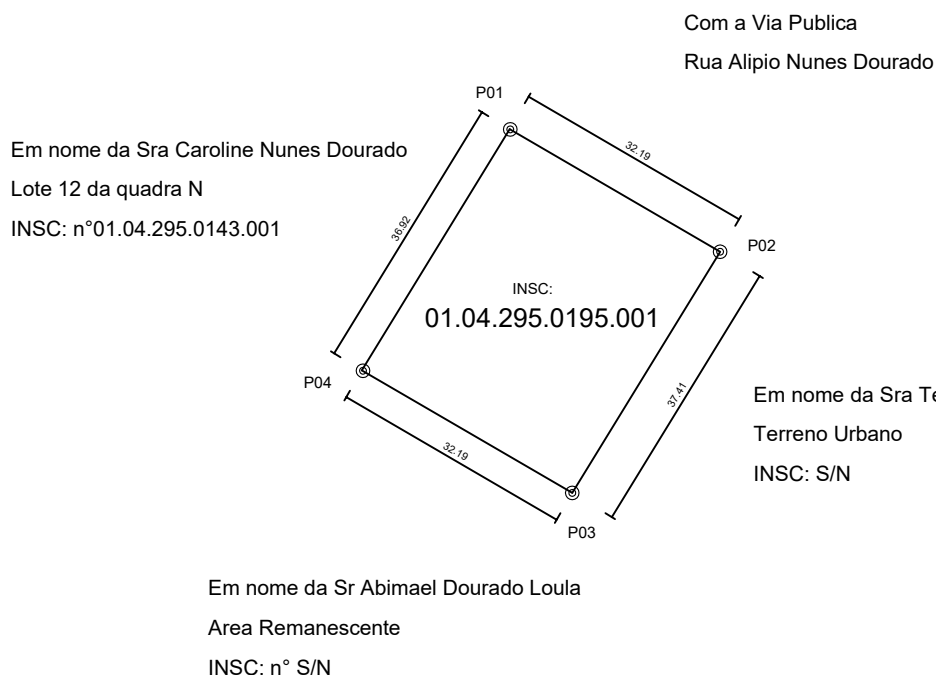 Com a Via Publica
Rua Alipio Nunes Dourado
P01
32.19
Em nome da Sra Caroline Nunes Dourado
Lote 12 da quadra N
INSC: n°01.04.295.0143.001
36.92
P02
INSC:
01.04.295.0195.001
P04
37.41
Em nome da Sra
Terreno Urbano
INSC: S/N
32.19
P03
Em nome da Sr Abimael Dourado Loula
Area Remanescente
INSC: n° S/N